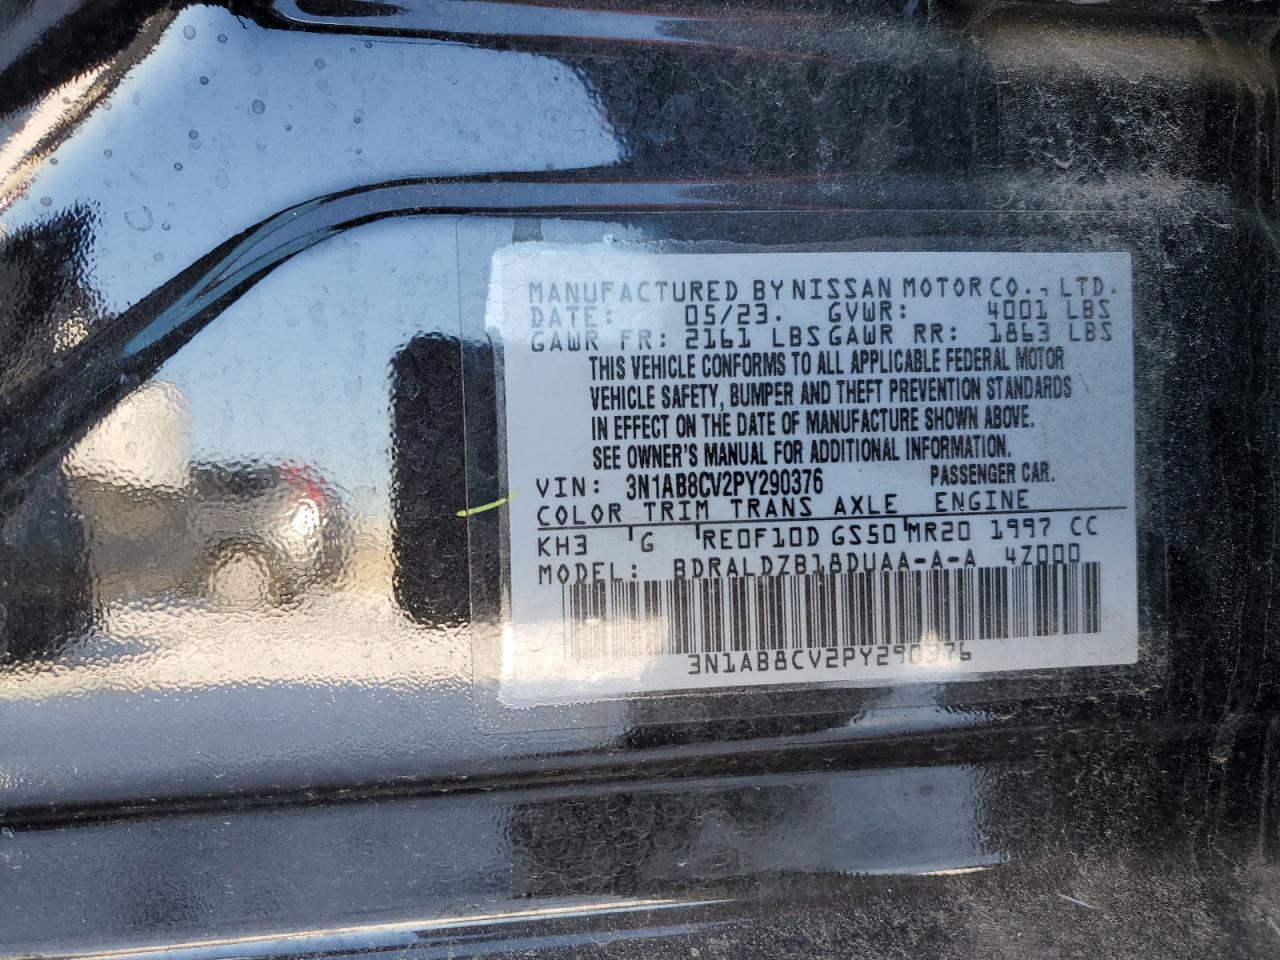 MANUFACTURED BY NISSAN MOTOR CO., LTD.
DATE: 05/23. GVWR: 4001 LBS
GAWR FR: 2161 LBS GAWR RR: 1863 LBS
THIS VEHICLE CONFORMS TO ALL APPLICABLE FEDERAL MOTOR
VEHICLE SAFETY, BUMPER AND THEFT PREVENTION STANDARDS
IN EFFECT ON THE DATE OF MANUFACTURE SHOWN ABOVE.
SEE OWNER'S MANUAL FOR ADDITIONAL INFORMATION.
VIN: 3N1AB8CV2PY290376 PASSENGER CAR.
COLOR TRIM TRANS AXLE ENGINE
KH3 G RE0F10D GS50 MR20 1997 CC
MODEL: BDRALDZB18DUAA-A-A 4Z000
3N1AB8CV2PY290376